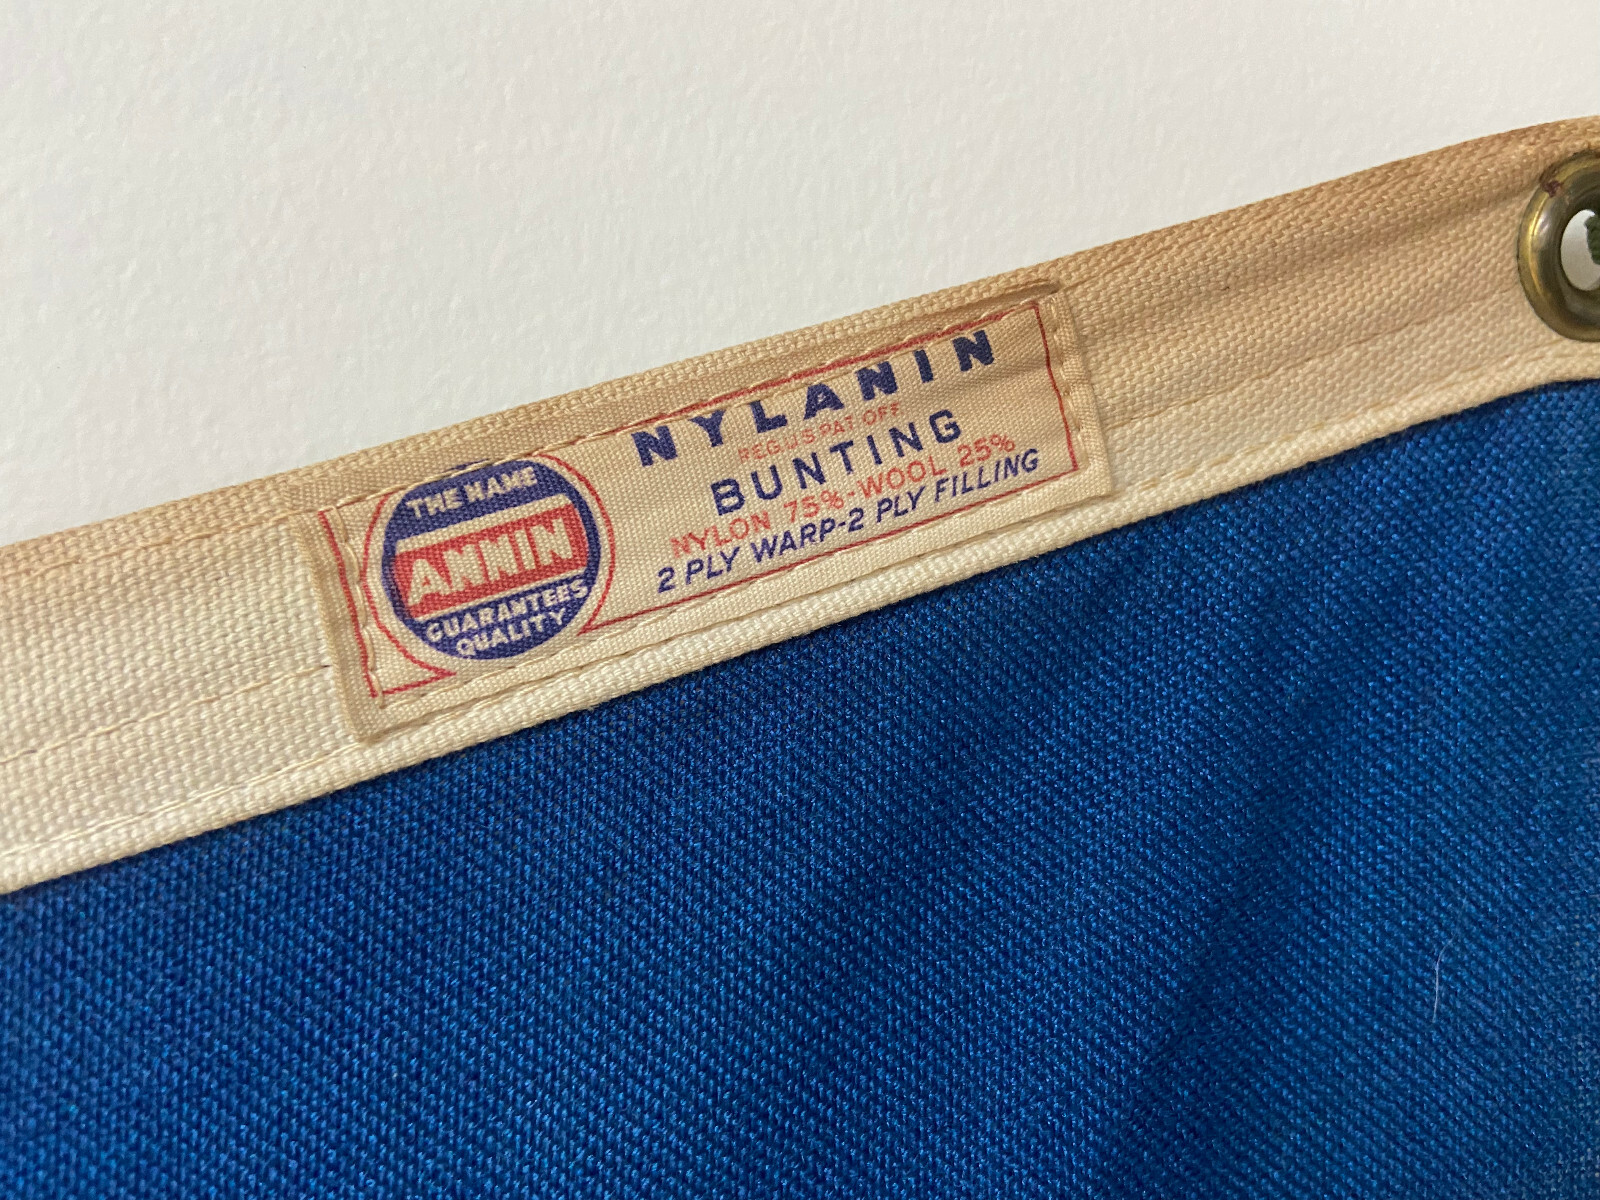 THE NAME
ANNIN
GUARANTEES
QUALITY
NYLANIN
REG. U S PAT OFF.
BUNTING
NYLON 75%-WOOL 25%
2 PLY WARP-2 PLY FILLING